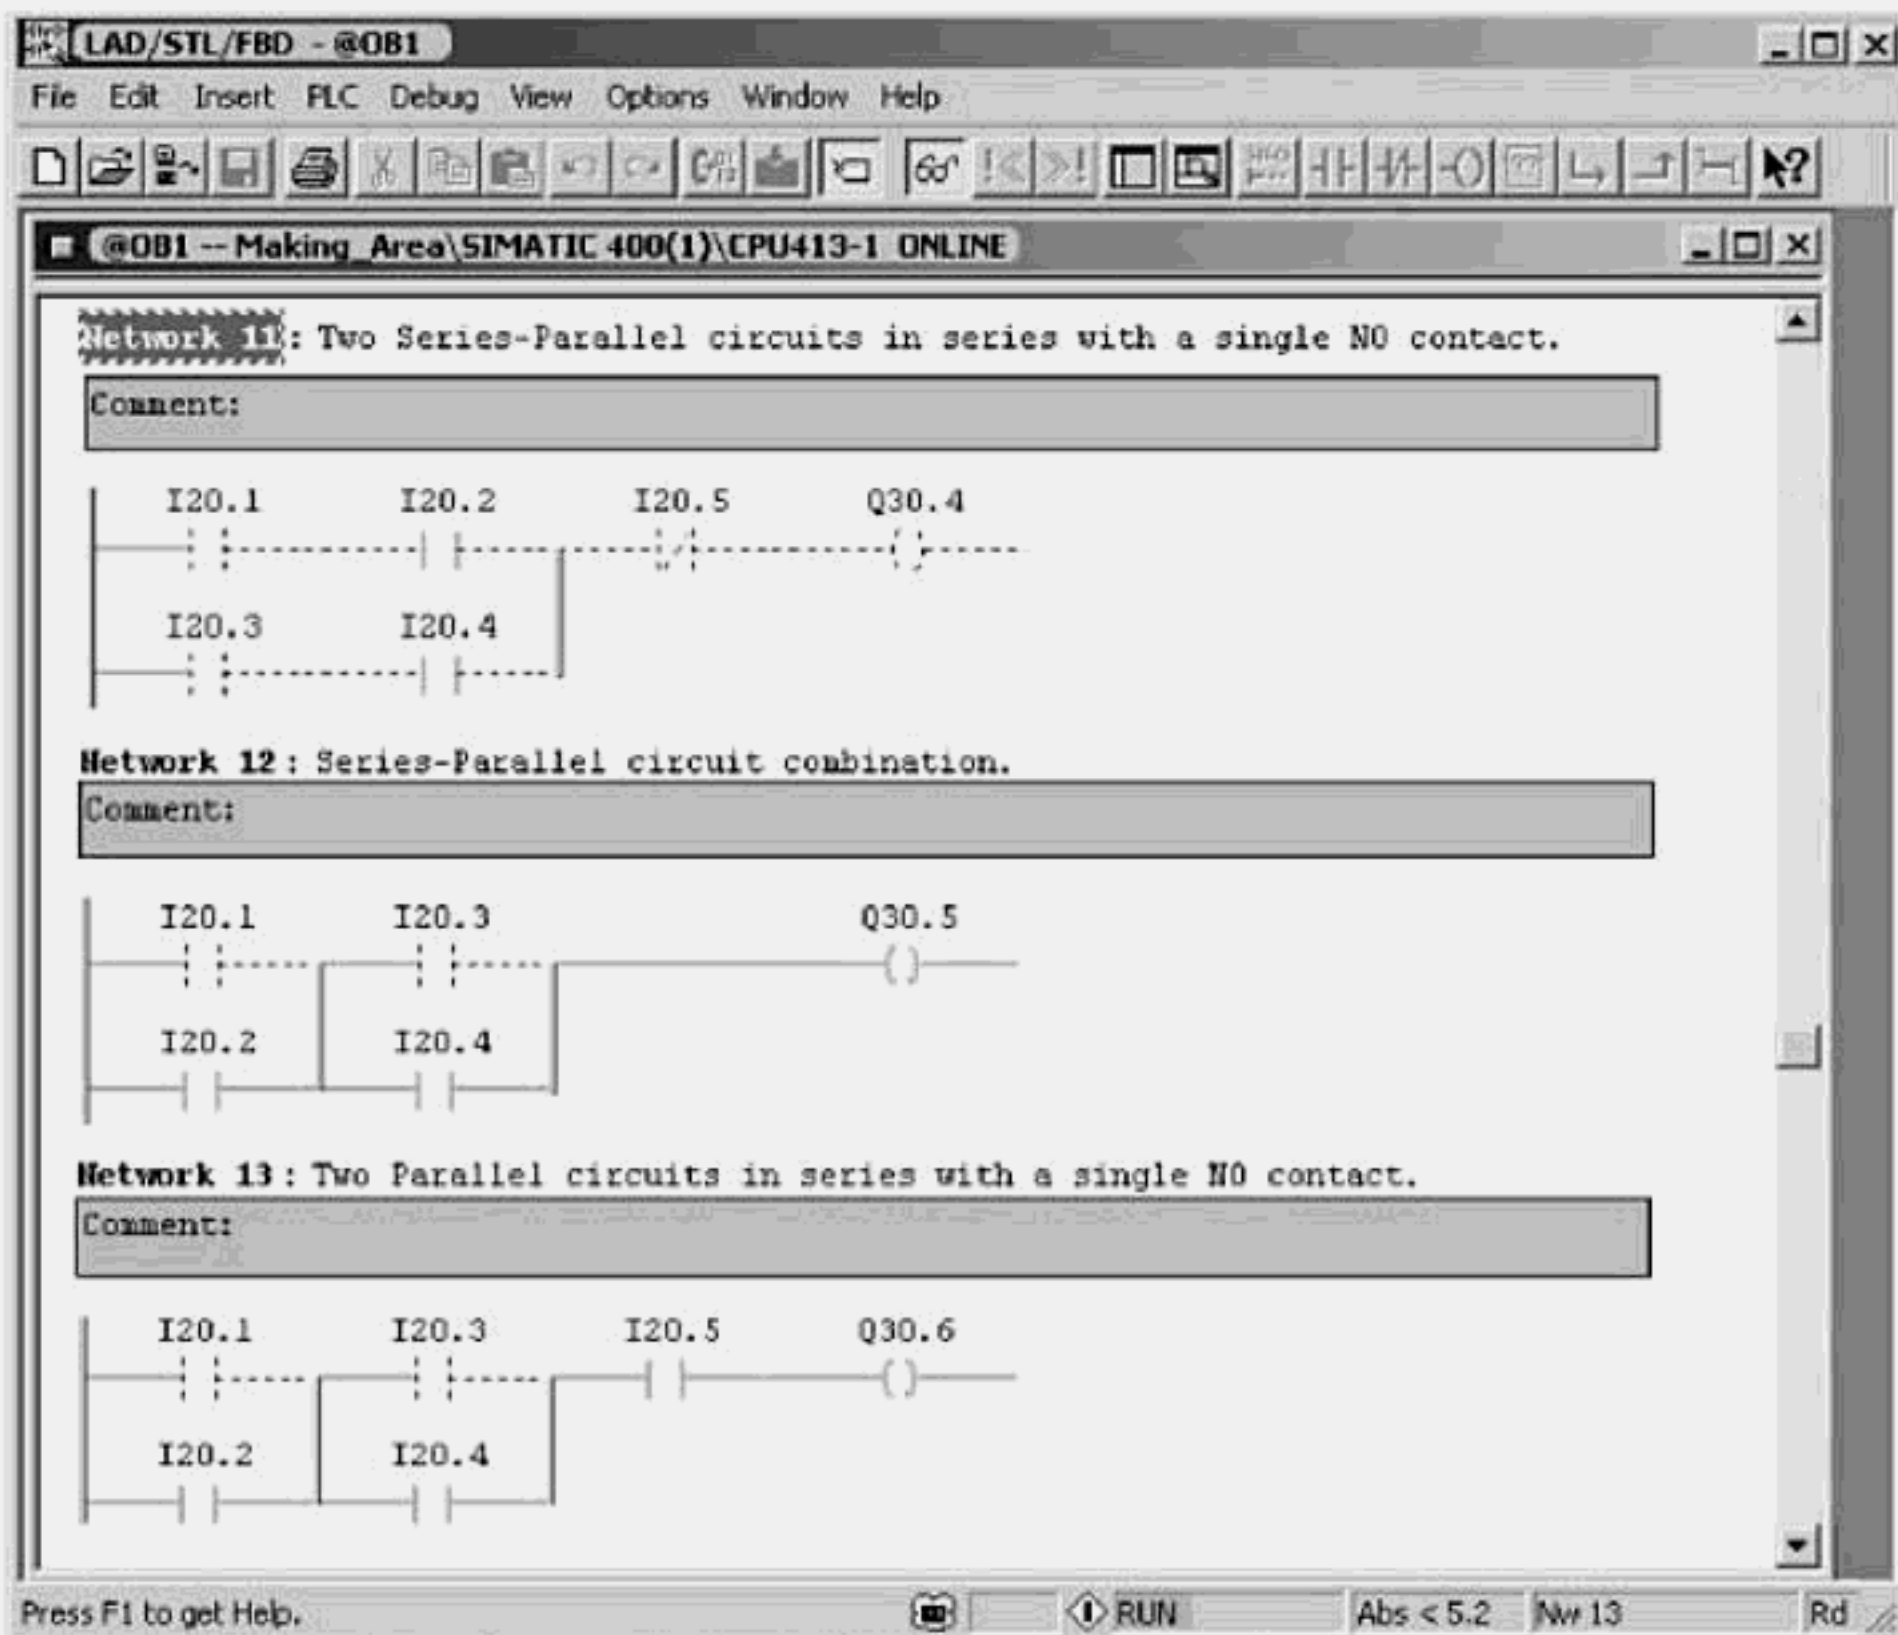 LAD/STL/FBD - @OB1
File Edit Insert PLC Debug View Options Window Help
@OB1 -- Making_Area\SIMATIC 400(1)\CPU413-1 ONLINE
Network 11: Two Series-Parallel circuits in series with a single NO contact.
Comment:
I20.1 I20.2 I20.5 Q30.4
I20.3 I20.4
Network 12: Series-Parallel circuit combination.
Comment:
I20.1 I20.3 Q30.5
I20.2 I20.4
Network 13: Two Parallel circuits in series with a single NO contact.
Comment:
I20.1 I20.3 I20.5 Q30.6
I20.2 I20.4
Press F1 to get Help. RUN Abs < 5.2 Nw 13 Rd